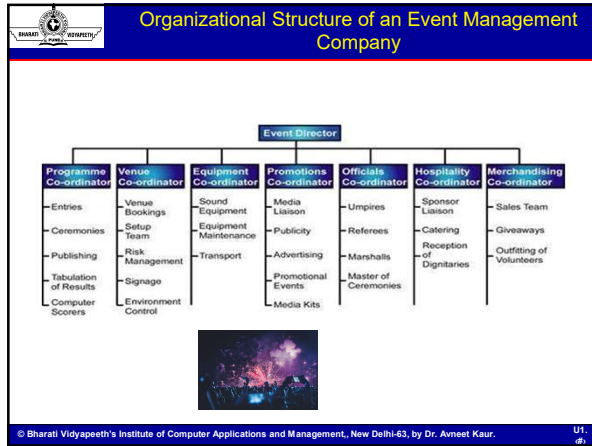 Organizational Structure of an Event Management
Company
BHARATI
VIDYAPEETH
PUNE
Event Director
Programme
Co-ordinator
Entries
Ceremonies
Publishing
Tabulation
of Results
Computer
Scorers
Venue
Co-ordinator
Venue
Bookings
Setup
Team
Risk
Management
Signage
Environment
Control
Equipment
Co-ordinator
Sound
Equipment
Equipment
Maintenance
Transport
Promotions
Co-ordinator
Media
Liaison
Publicity
Advertising
Promotional
Events
Media Kits
Officials
Co-ordinator
Umpires
Referees
Marshalls
Master of
Ceremonies
Hospitality
Co-ordinator
Sponsor
Liaison
Catering
Reception
of
Dignitaries
Merchandising
Co-ordinator
Sales Team
Giveaways
Outfitting of
Volunteers
© Bharati Vidyapeeth's Institute of Computer Applications and Management,, New Delhi-63, by Dr. Avneet Kaur.
U1.
‹#›